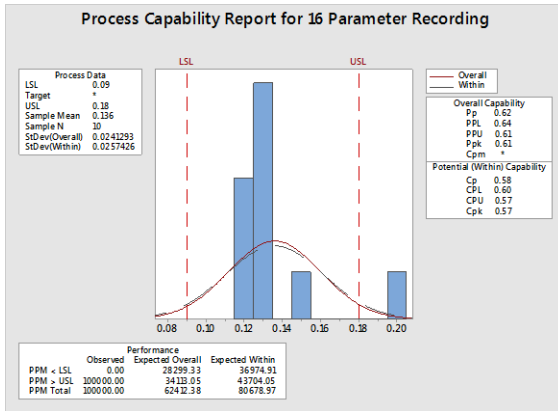 Process Capability Report for 16 Parameter Recording
LSL USL
Process Data
LSL 0.09
Target *
USL 0.18
Sample Mean 0.136
Sample N 10
StDev(Overall) 0.0241293
StDev(Within) 0.0257426
Overall
Within
Overall Capability
Pp 0.62
PPL 0.64
PPU 0.61
Ppk 0.61
Cpm *
Potential (Within) Capability
Cp 0.58
CPL 0.60
CPU 0.57
Cpk 0.57
0.08 0.10 0.12 0.14 0.16 0.18 0.20
Performance
Observed Expected Overall Expected Within
PPM < LSL 0.00 28299.33 36974.91
PPM > USL 100000.00 34113.05 43704.05
PPM Total 100000.00 62412.38 80678.97